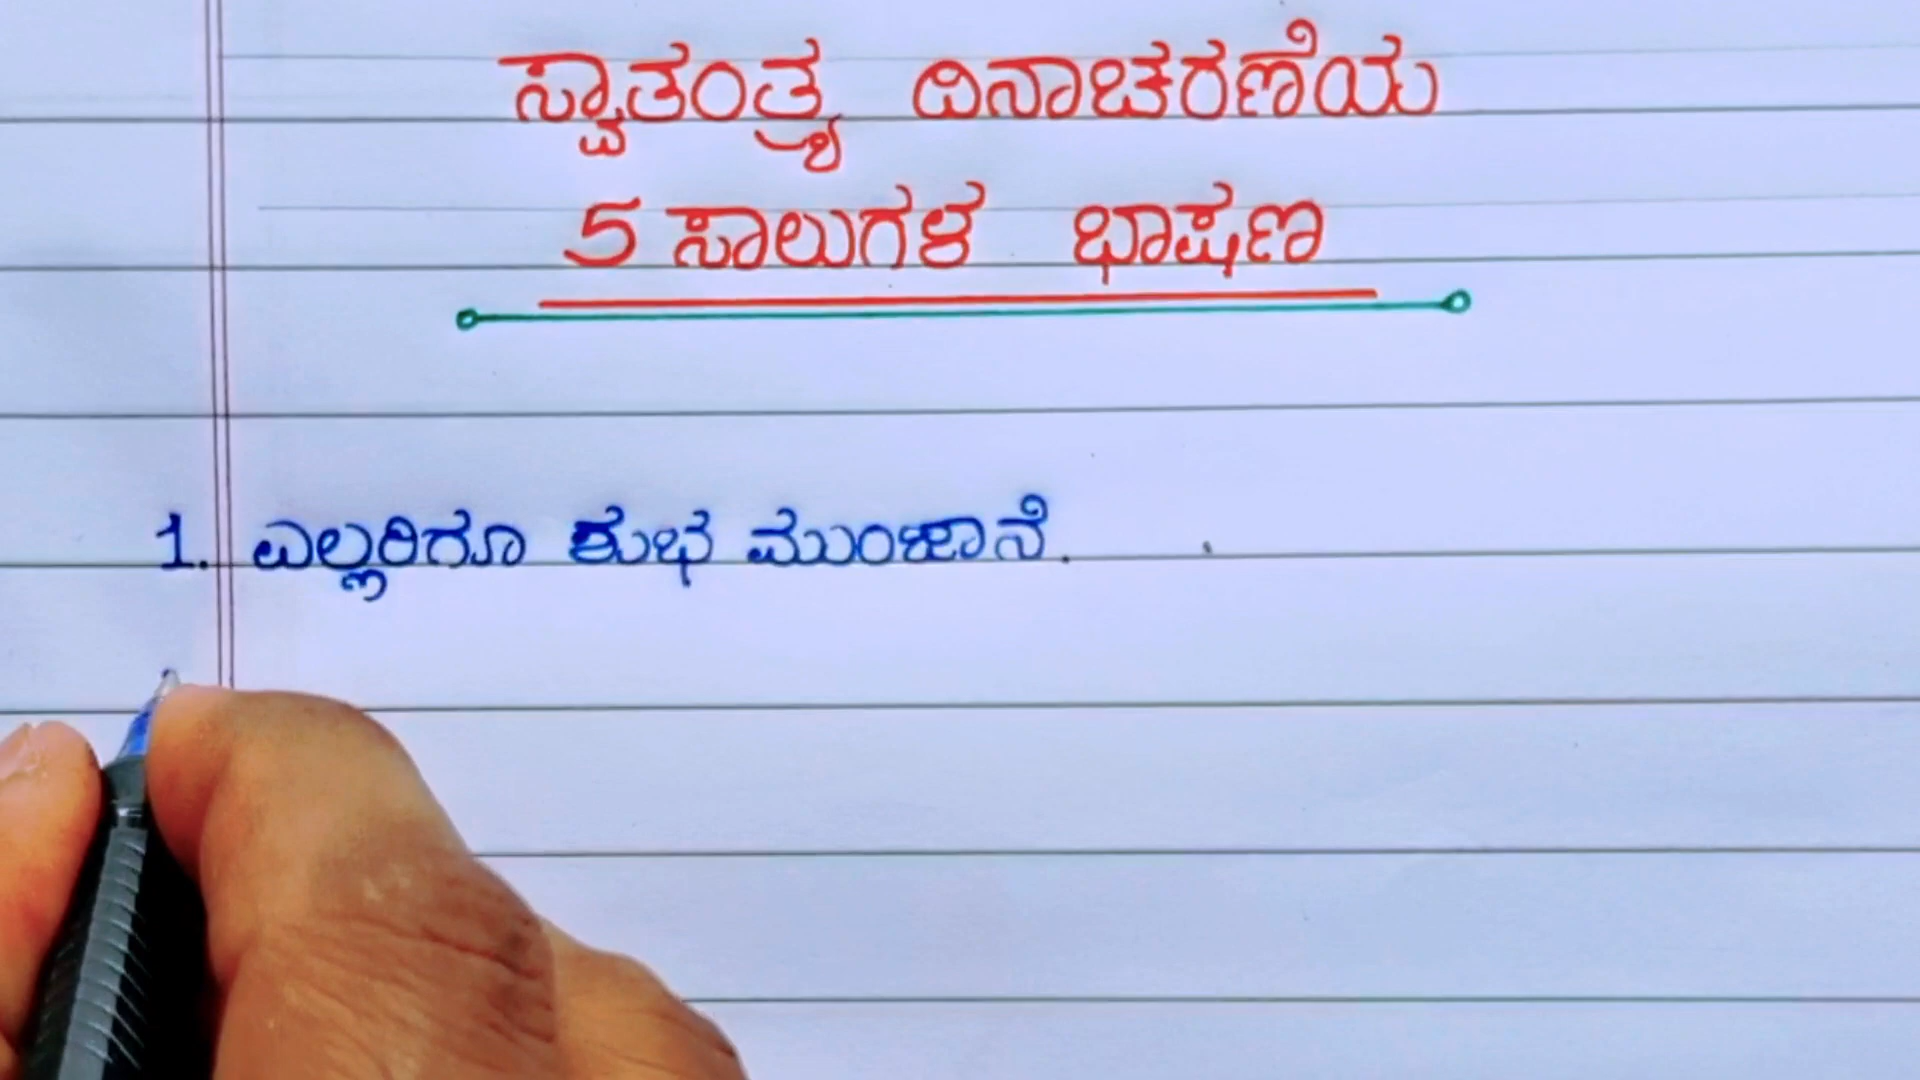 ಸ್ವಾತಂತ್ರ್ಯ ದಿನಾಚರಣೆಯ
5 ಸಾಲುಗಳ ಭಾಷಣ
1. ಎಲ್ಲರಿಗೂ ಶುಭ ಮುಂಜಾನೆ.